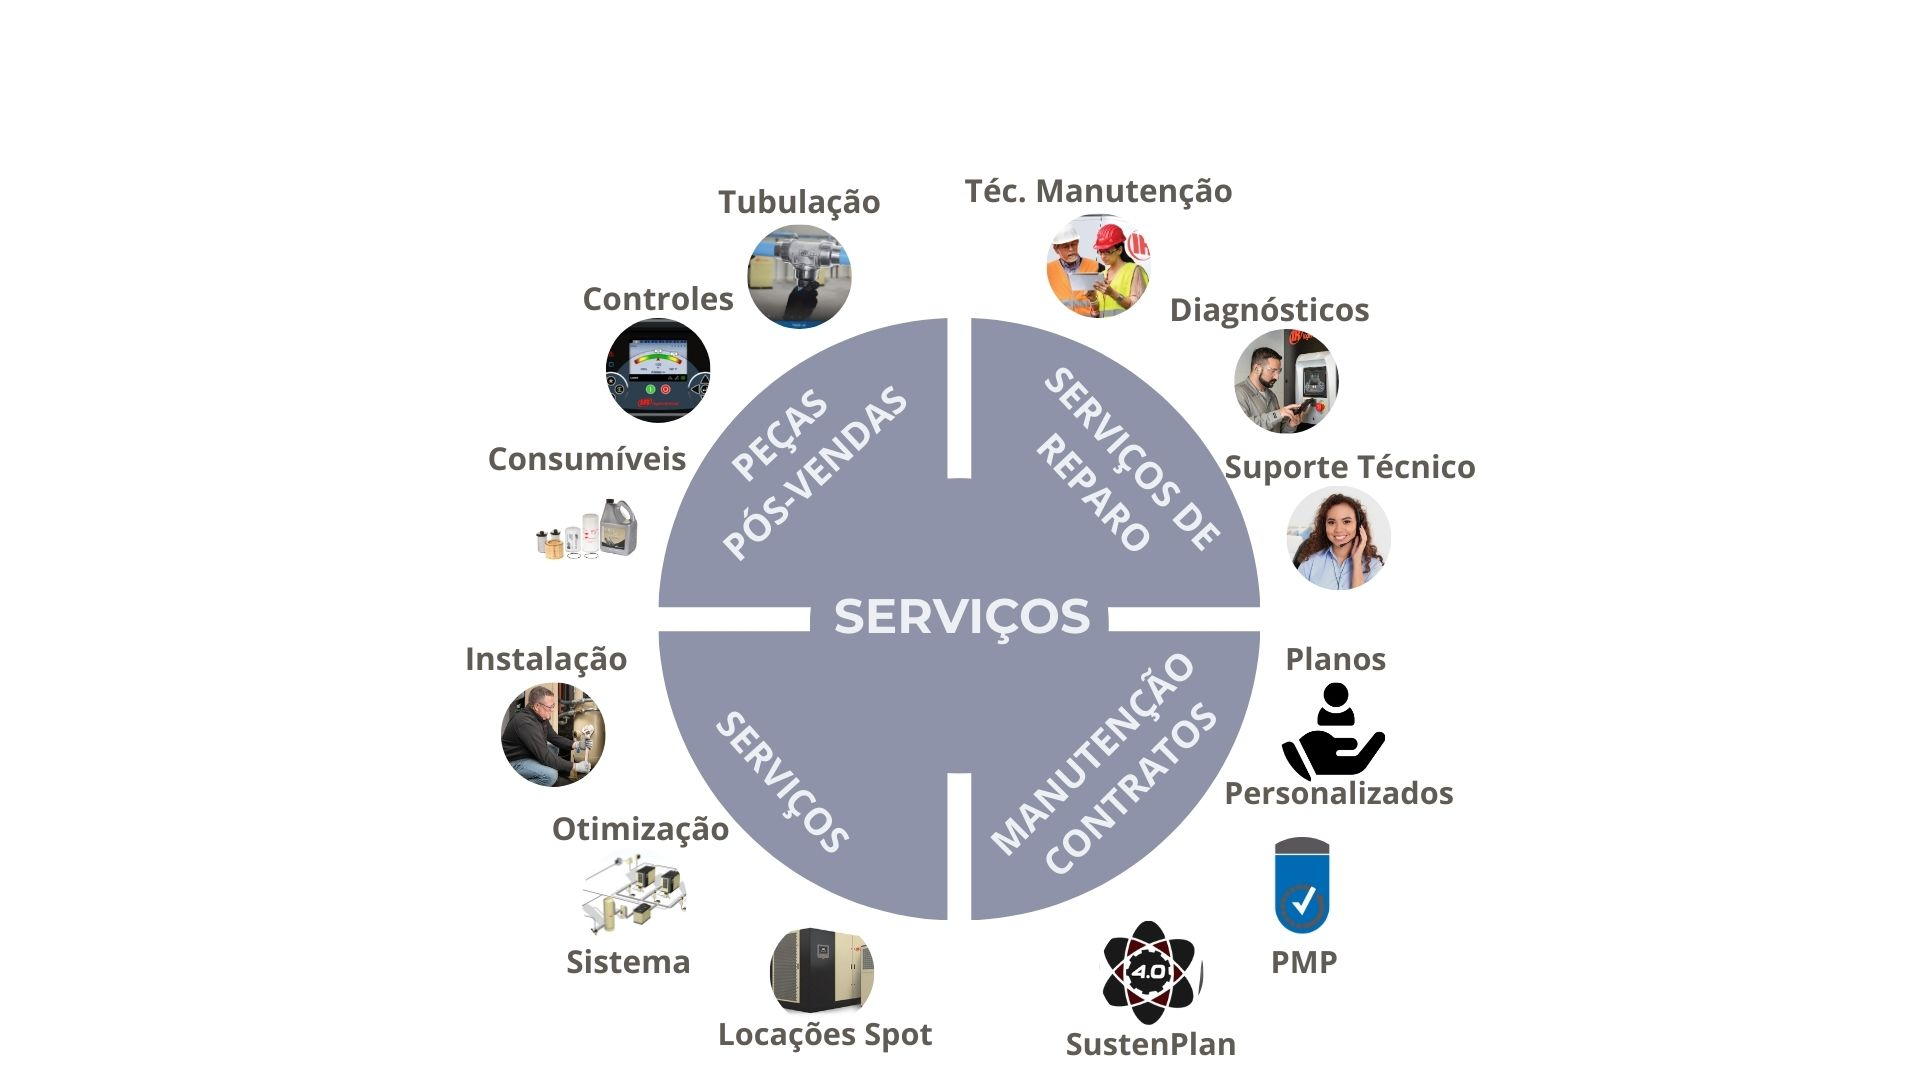 Tubulação
Téc. Manutenção
Controles
Diagnósticos
Consumíveis
Suporte Técnico
PEÇAS
PÓS-VENDAS
SERVIÇOS DE
REPARO
SERVIÇOS
Instalação
Planos
Personalizados
SERVIÇOS
MANUTENÇÃO
CONTRATOS
Otimização
Sistema
PMP
Locações Spot
4.0
SustenPlan